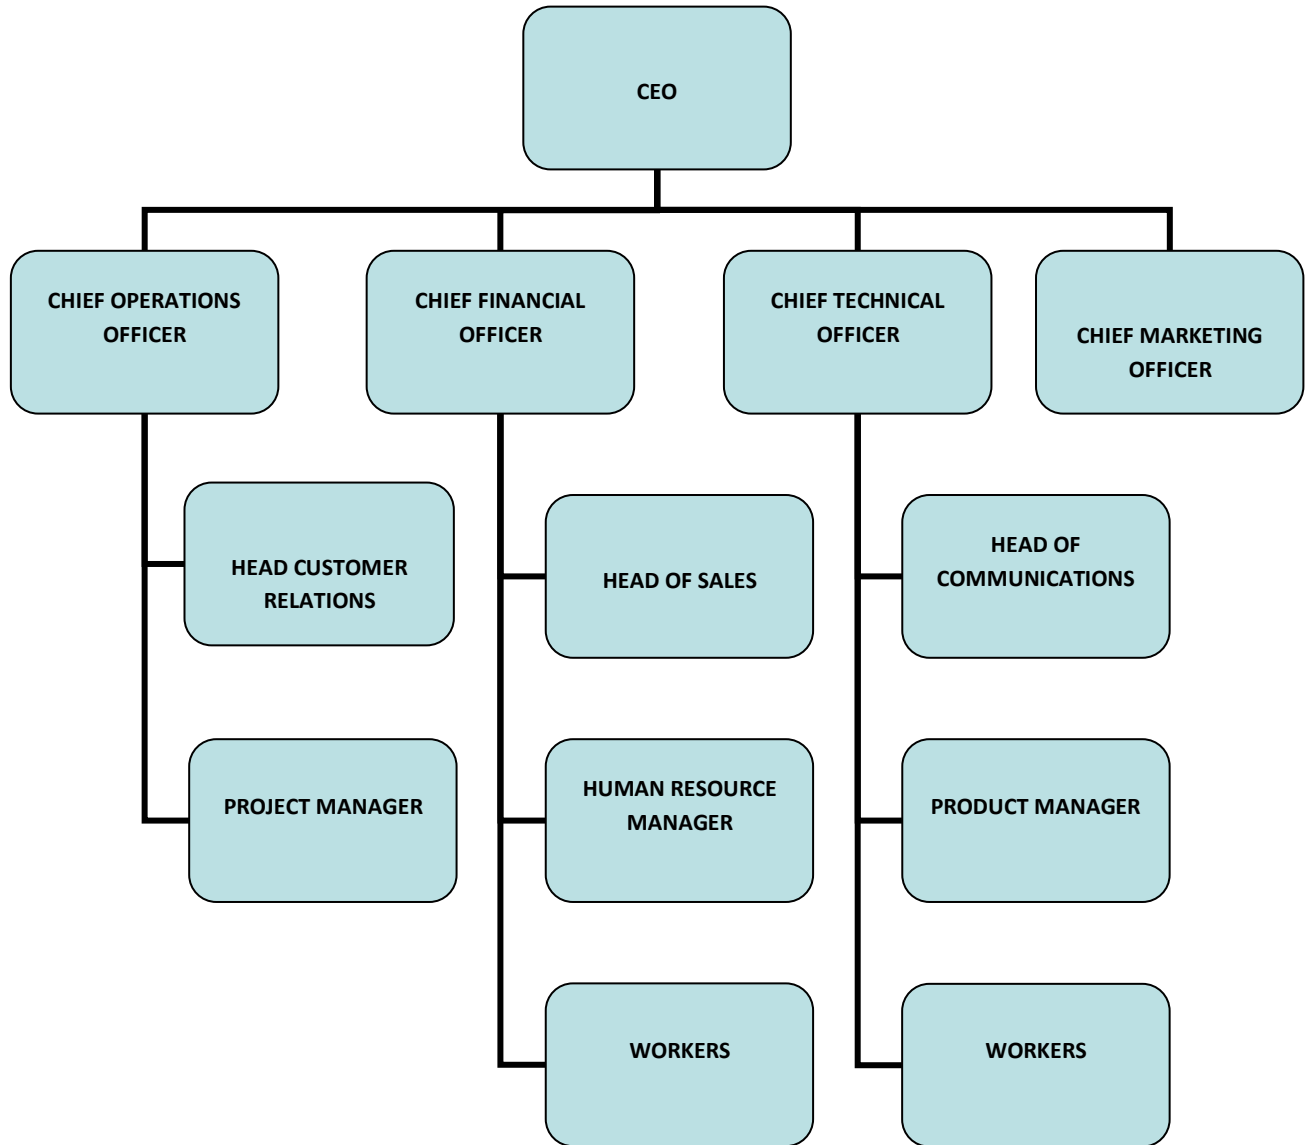 CEO
CHIEF OPERATIONS
OFFICER
CHIEF FINANCIAL
OFFICER
CHIEF TECHNICAL
OFFICER
CHIEF MARKETING
OFFICER
HEAD CUSTOMER
RELATIONS
HEAD OF SALES
HEAD OF
COMMUNICATIONS
PROJECT MANAGER
HUMAN RESOURCE
MANAGER
PRODUCT MANAGER
WORKERS
WORKERS